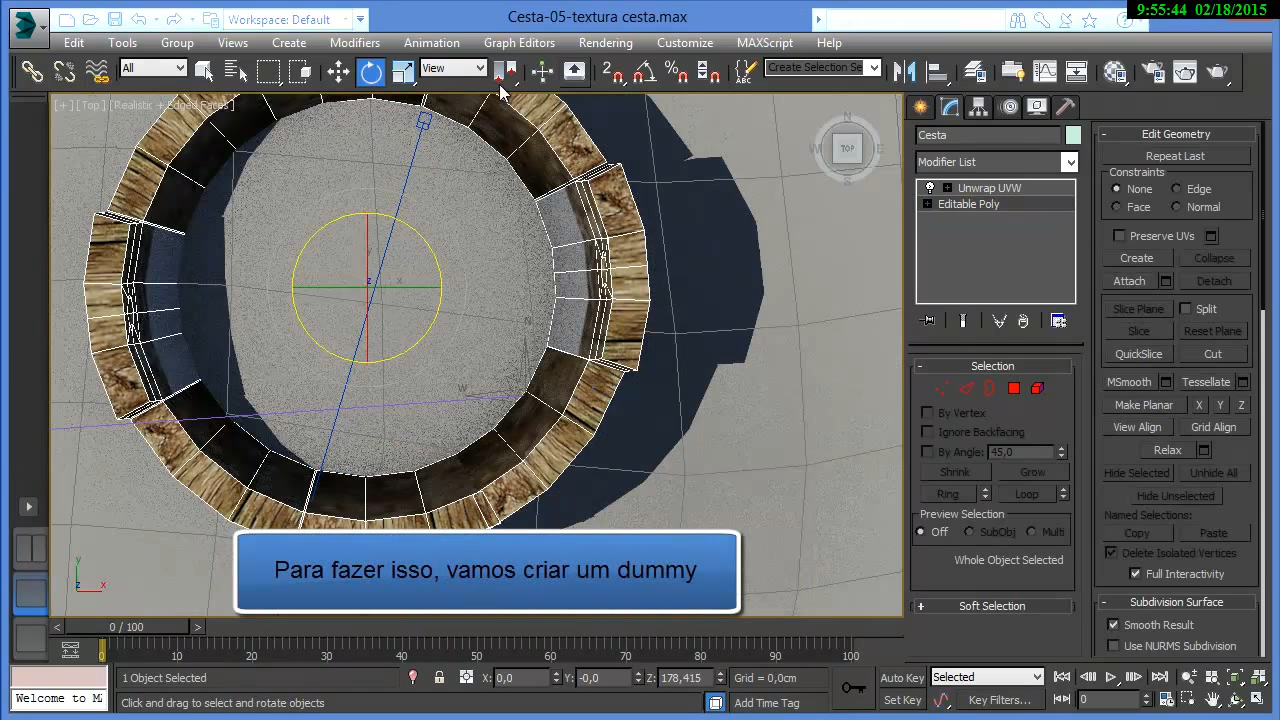 9:55:44 02/18/2015
Workspace: Default
Cesta-05-textura cesta.max
Edit Tools Group Views Create Modifiers Animation Graph Editors Rendering Customize MAXScript Help
All View Create Selection Se
[+] [Top] [Realistic + Edged Faces]
N
W TOP E
S
Cesta
Modifier List
Unwrap UVW
Editable Poly
Selection
By Vertex
Ignore Backfacing
By Angle: 45,0
Shrink Grow
Ring Loop
Preview Selection
Off SubObj Multi
Whole Object Selected
Soft Selection
Edit Geometry
Repeat Last
Constraints
None Edge
Face Normal
Preserve UVs
Create Collapse
Attach Detach
Slice Plane Split
Slice Reset Plane
QuickSlice Cut
MSmooth Tessellate
Make Planar X Y Z
View Align Grid Align
Relax
Hide Selected Unhide All
Hide Unselected
Named Selections:
Copy Paste
Delete Isolated Vertices
Full Interactivity
Subdivision Surface
Smooth Result
Use NURMS Subdivision
y
x
z
x
z
N
W
Para fazer isso, vamos criar um dummy
y
z x
< 0 / 100 >
0 10 20 30 40 50 60 70 80 90 100
1 Object Selected X: 0,0 Y: -0,0 Z: 178,415 Grid = 0,0cm Auto Key Selected
Welcome to M Click and drag to select and rotate objects Add Time Tag Set Key Key Filters... 0